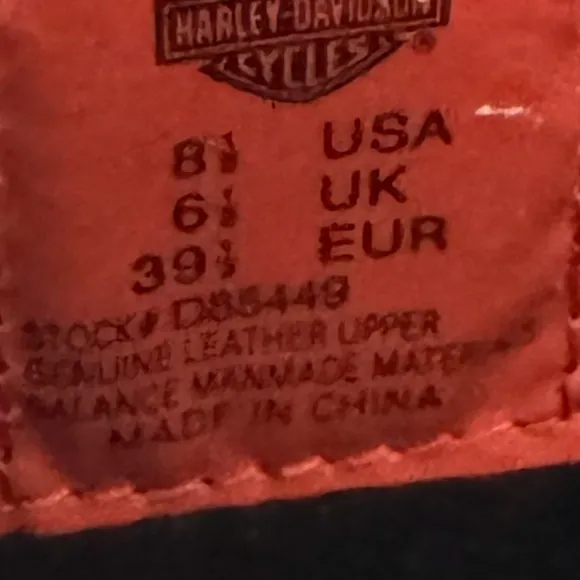 HARLEY-DAVIDSON
CYCLES ®
8½ USA
6½ UK
39½ EUR
STOCK# D85449
GENUINE LEATHER UPPER
BALANCE MANMADE MATERIALS
MADE IN CHINA